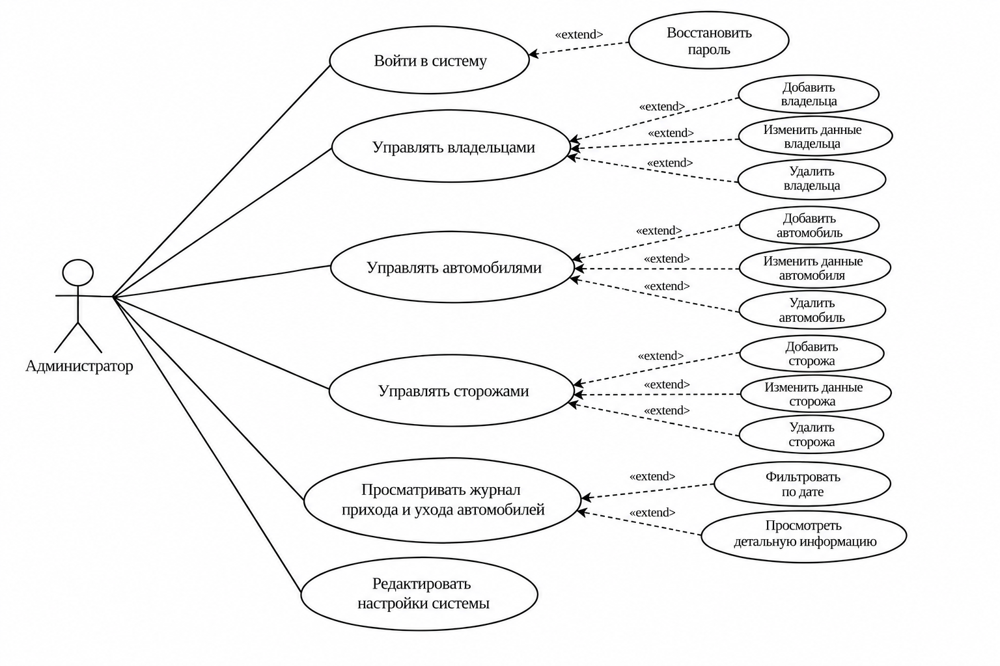 «extend>
Восстановить
пароль
Войти в систему
Добавить
владельца
«extend>
Изменить данные
владельца
«extend>
Управлять владельцами
«extend>
Удалить
владельца
Добавить
автомобиль
«extend>
Изменить данные
автомобиля
«extend>
Управлять автомобилями
«extend>
Удалить
автомобиль
Администратор
Добавить
сторожа
«extend>
Изменить данные
сторожа
«extend>
Управлять сторожами
«extend>
Удалить
сторожа
Просматривать журнал
прихода и ухода автомобилей
«extend>
Фильтровать
по дате
«extend>
Просмотреть
детальную информацию
Редактировать
настройки системы